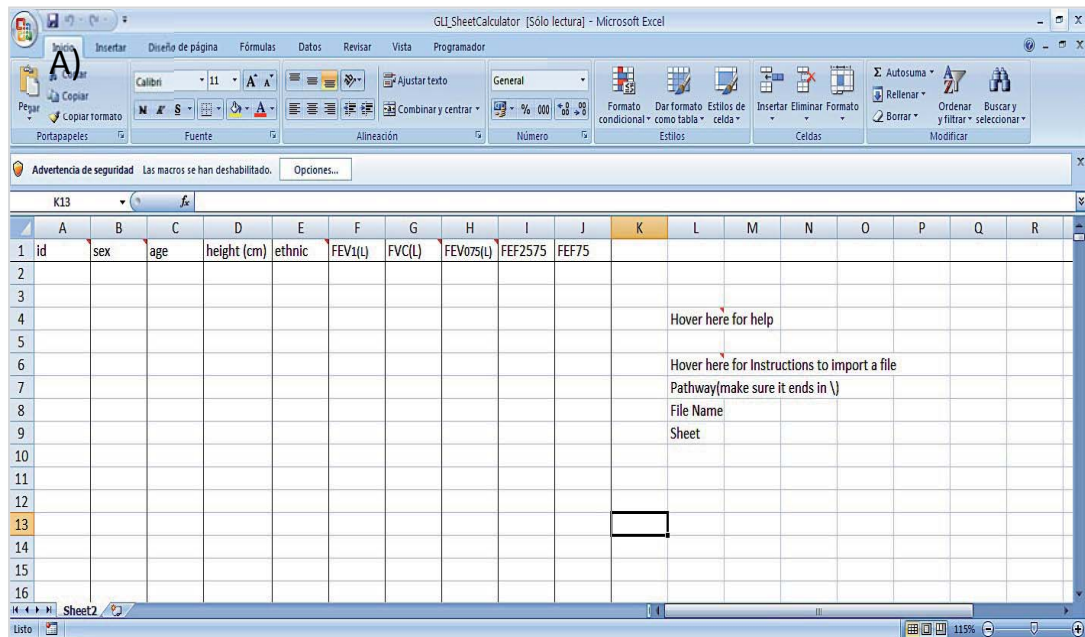 GLI_SheetCalculator [Sólo lectura] - Microsoft Excel
Inicio Insertar Diseño de página Fórmulas Datos Revisar Vista Programador
A)
Pegar
Copiar
Copiar formato
Portapapeles
Calibri 11 A A
N K S A
Fuente
Ajustar texto
Combinar y centrar
Alineación
General
% 000
Número
Formato condicional
Dar formato como tabla
Estilos de celda
Estilos
Insertar Eliminar Formato
Celdas
Σ Autosuma
Rellenar
Borrar
Ordenar y filtrar
Buscar y seleccionar
Modificar
Advertencia de seguridad Las macros se han deshabilitado. Opciones...
K13 fx
A B C D E F G H I J K L M N O P Q R
1 id sex age height (cm) ethnic FEV1(L) FVC(L) FEV075(L) FEF2575 FEF75
2
3
4 Hover here for help
5
6 Hover here for Instructions to import a file
7 Pathway(make sure it ends in \)
8 File Name
9 Sheet
10
11
12
13
14
15
16
Sheet2
Listo 115%